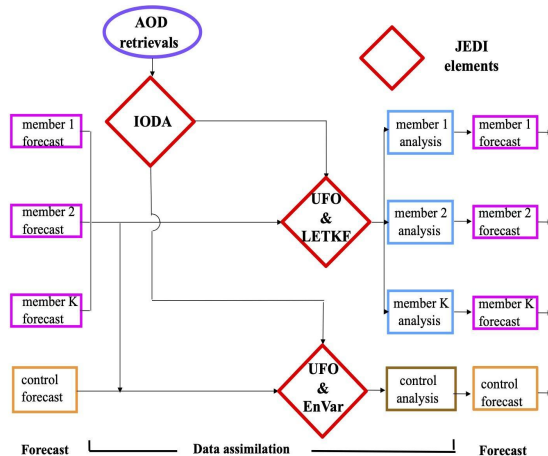 AOD
retrievals
JEDI
elements
IODA
member 1
forecast
member 1
analysis
member 1
forecast
member 2
forecast
UFO
&
LETKF
member 2
analysis
member 2
forecast
member K
forecast
member K
analysis
member K
forecast
control
forecast
UFO
&
EnVar
control
analysis
control
forecast
Forecast
Data assimilation
Forecast